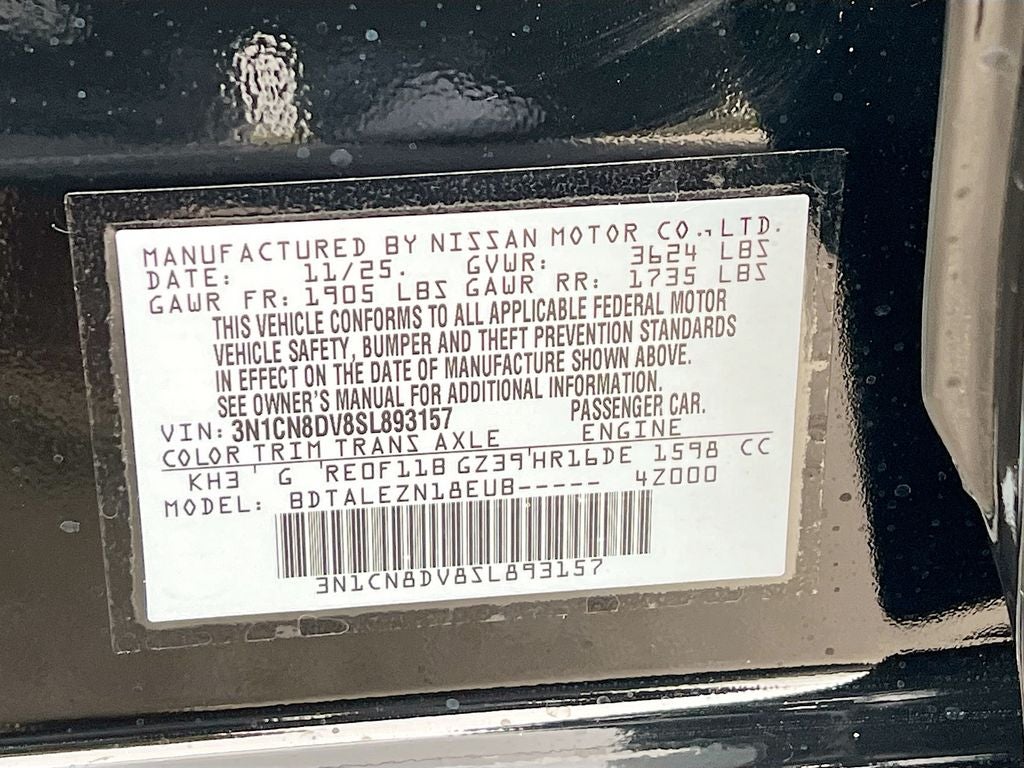 MANUFACTURED BY NISSAN MOTOR CO., LTD.
DATE: 11/25. GVWR: 3624 LBS
GAWR FR: 1905 LBS GAWR RR: 1735 LBS
THIS VEHICLE CONFORMS TO ALL APPLICABLE FEDERAL MOTOR
VEHICLE SAFETY, BUMPER AND THEFT PREVENTION STANDARDS
IN EFFECT ON THE DATE OF MANUFACTURE SHOWN ABOVE.
SEE OWNER'S MANUAL FOR ADDITIONAL INFORMATION.
VIN: 3N1CN8DV8SL893157 PASSENGER CAR.
COLOR TRIM TRANS AXLE ENGINE
KH3 ' G 'RE0F11B GZ39'HR16DE 1598 CC
MODEL: BDTALEZN18EUB----- 4Z000
3N1CN8DV8SL893157